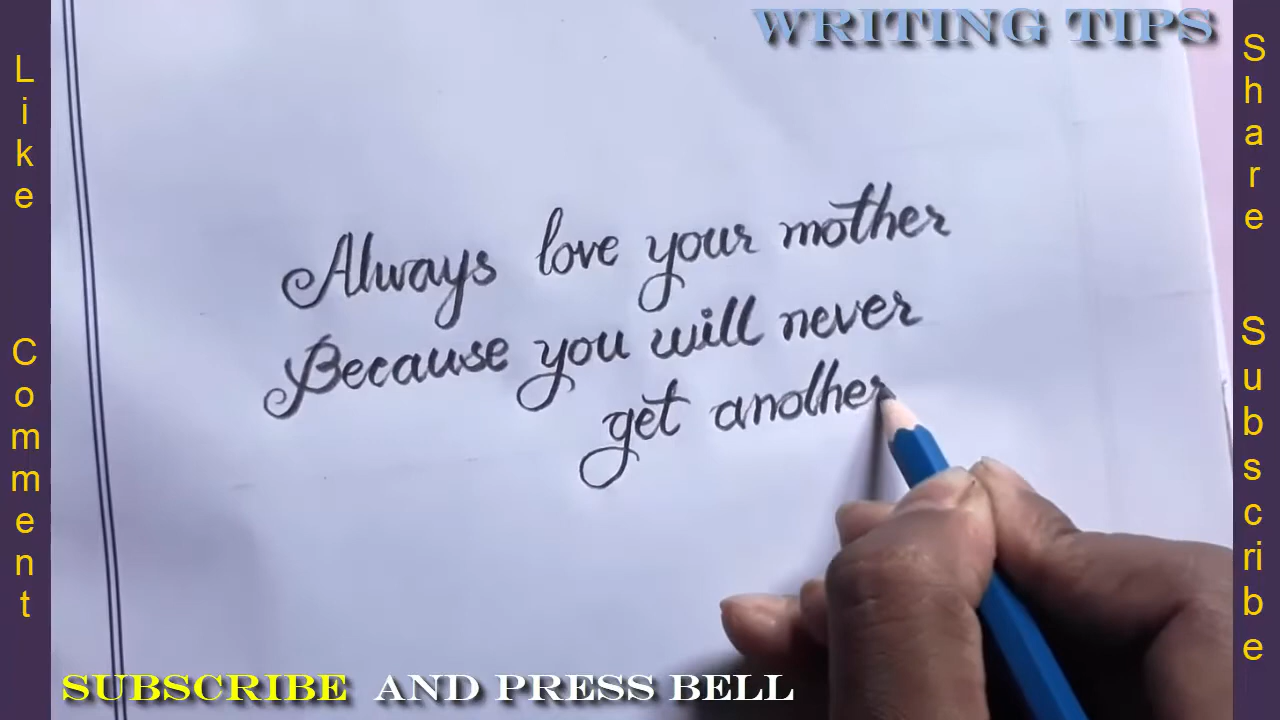 WRITING TIPS
Like
Comment
Always love your mother
Because you will never
get another
Share
Subscribe
SUBSCRIBE AND PRESS BELL